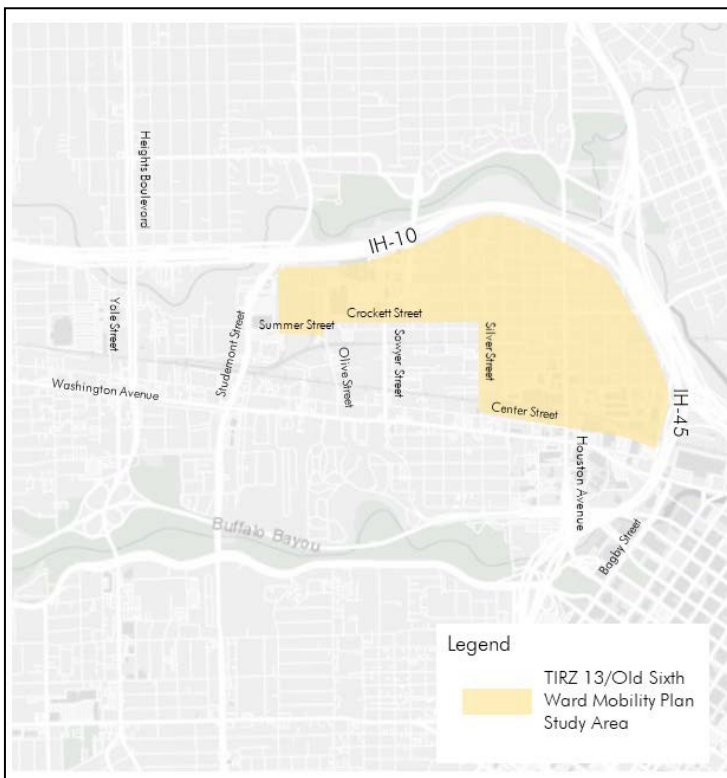 Heights Boulevard
IH-10
Yale Street
Studemont Street
Summer Street
Crockett Street
Olive Street
Sawyer Street
Silver Street
Washington Avenue
Center Street
IH-45
Houston Avenue
Bagby Street
Buffalo Bayou
Legend
TIRZ 13/Old Sixth
Ward Mobility Plan
Study Area